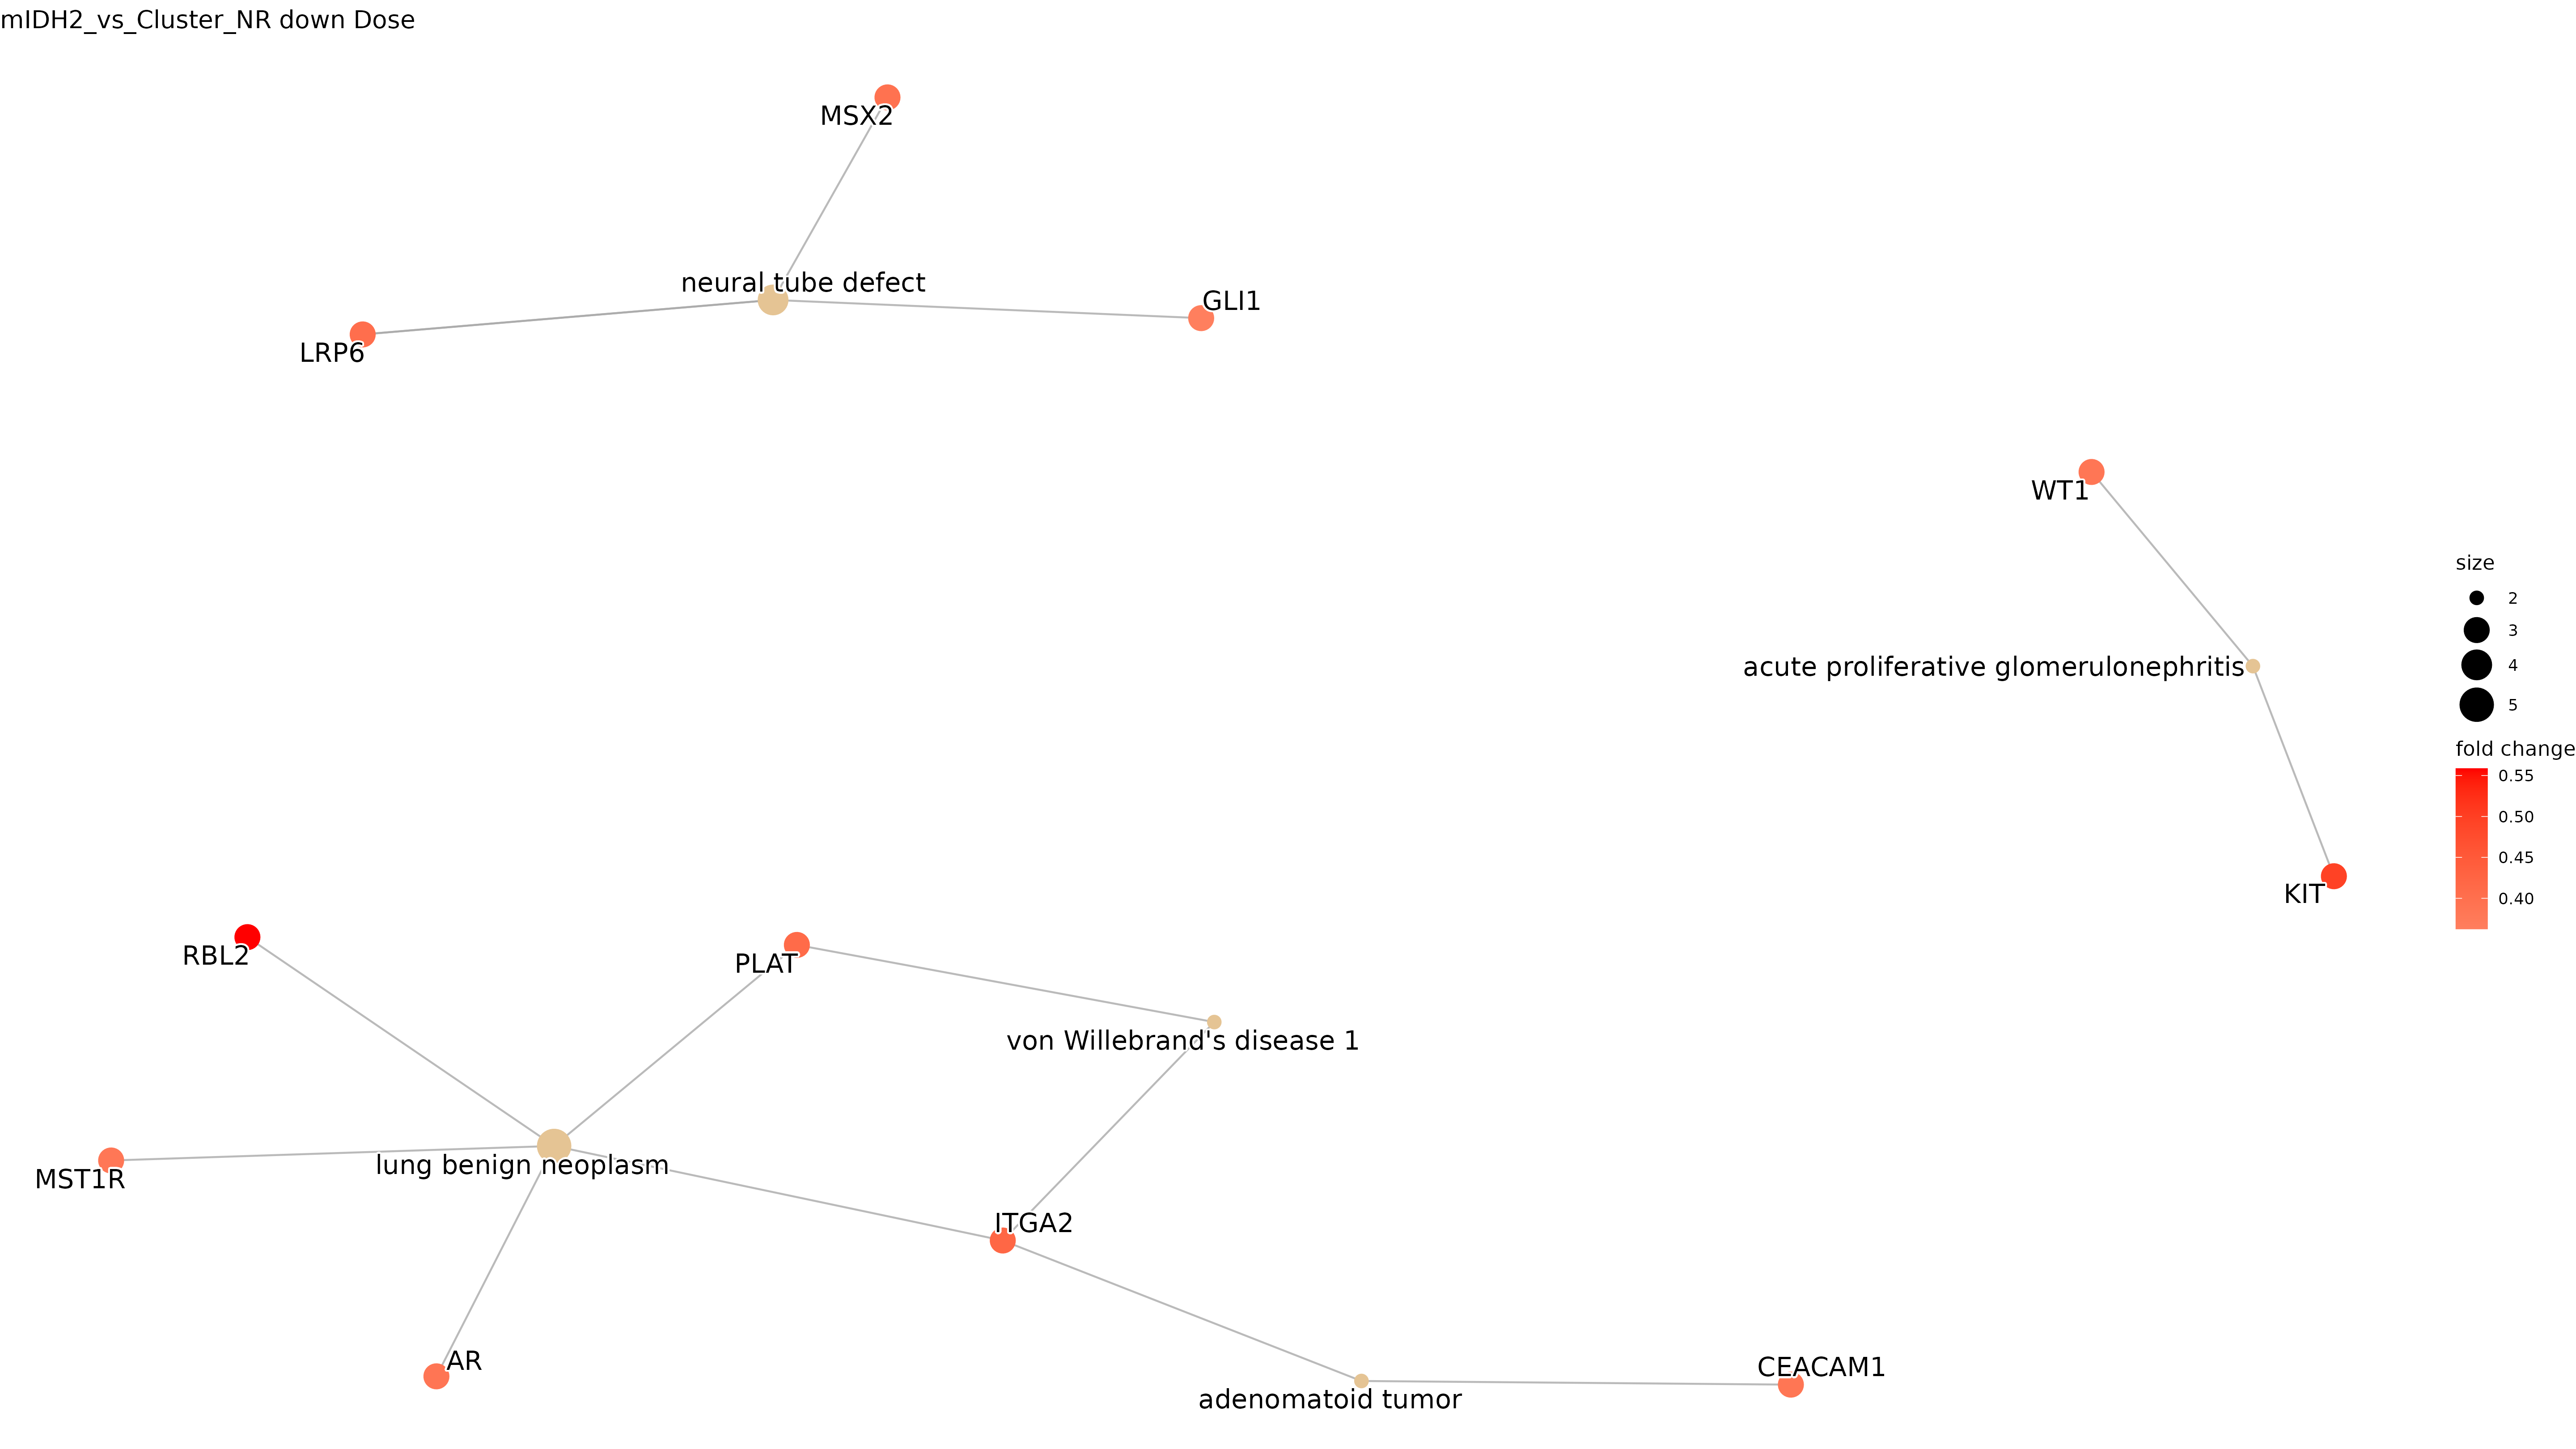 mIDH2_vs_Cluster_NR down Dose
MSX2
neural tube defect
GLI1
LRP6
WT1
acute proliferative glomerulonephritis
KIT
size
2
3
4
5
fold change
0.55
0.50
0.45
0.40
RBL2
PLAT
von Willebrand's disease 1
lung benign neoplasm
MST1R
ITGA2
AR
CEACAM1
adenomatoid tumor